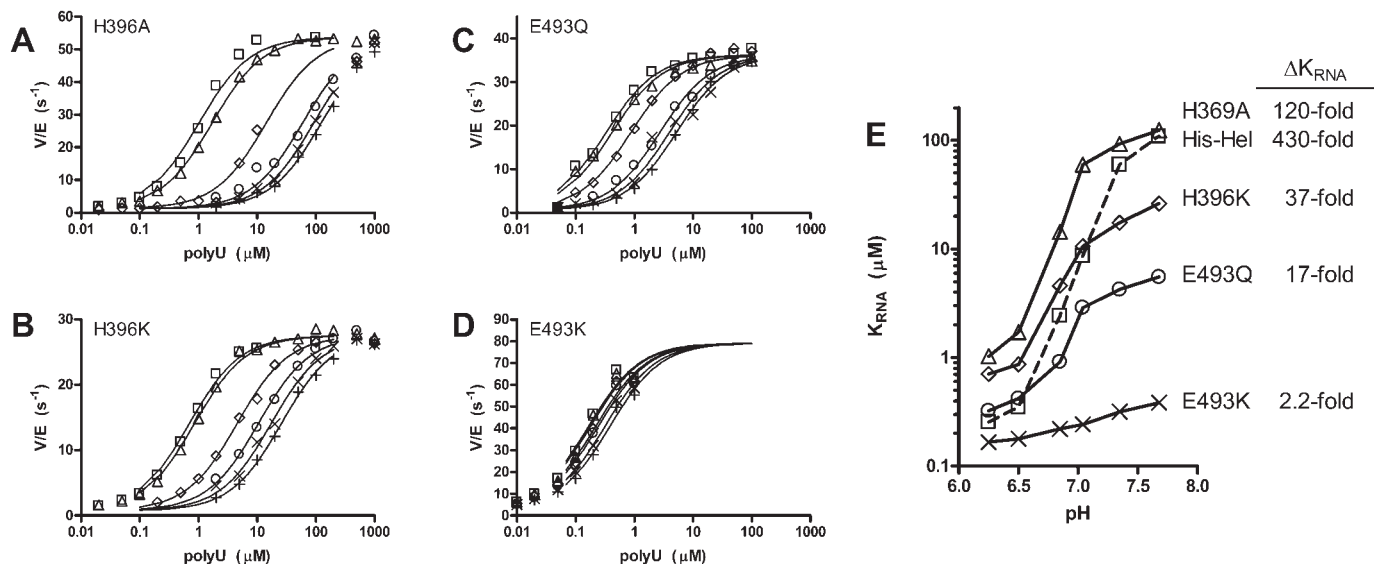 A
H396A
60
50
40
30
20
10
0
V/E (s⁻¹)
0.01 0.1 1 10 100 1000
polyU (µM)
B
H396K
30
20
10
0
V/E (s⁻¹)
0.01 0.1 1 10 100 1000
polyU (µM)
C
E493Q
50
40
30
20
10
0
V/E (s⁻¹)
0.01 0.1 1 10 100 1000
polyU (µM)
D
E493K
90
80
70
60
50
40
30
20
10
0
V/E (s⁻¹)
0.01 0.1 1 10 100 1000
polyU (µM)
E
100
10
1
0.1
K_RNA (µM)
6.0 6.5 7.0 7.5 8.0
pH
ΔK_RNA
H369A 120-fold
His-Hel 430-fold
H396K 37-fold
E493Q 17-fold
E493K 2.2-fold